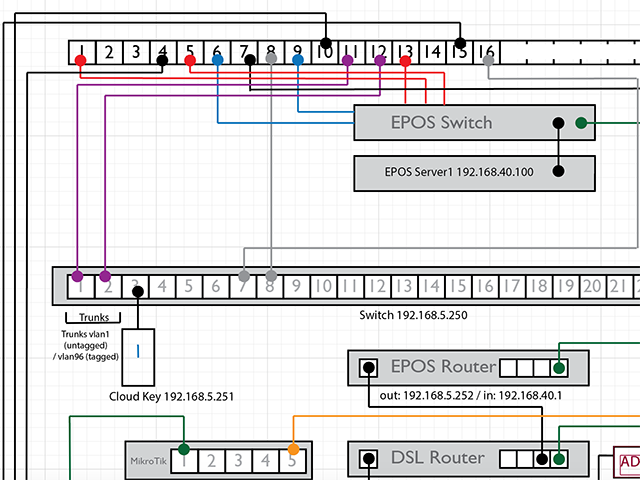 1 2 3 4 5 6 7 8 9 10 11 12 13 14 15 16
EPOS Switch
EPOS Server1 192.168.40.100
1 2 3 4 5 6 7 8 9 10 11 12 13 14 15 16 17 18 19 20 21
Trunks
Switch 192.168.5.250
Trunks vlan1
(untagged)
/ vlan96 (tagged)
EPOS Router
Cloud Key 192.168.5.251
out: 192.168.5.252 / in: 192.168.40.1
MikroTik
1 2 3 4 5
DSL Router
AD